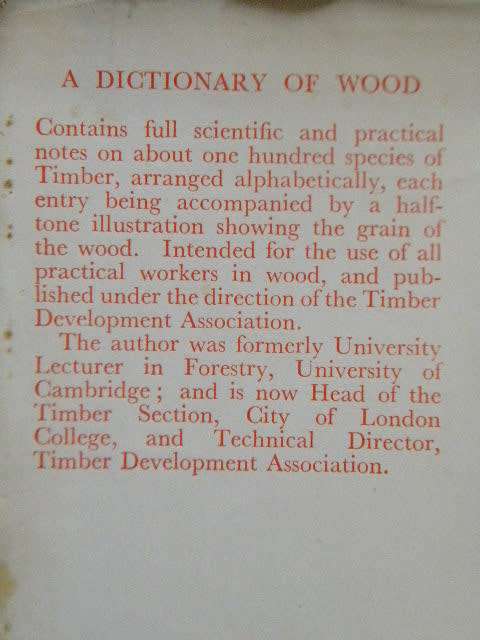 A DICTIONARY OF WOOD
Contains full scientific and practical
notes on about one hundred species of
Timber, arranged alphabetically, each
entry being accompanied by a half-
tone illustration showing the grain of
the wood. Intended for the use of all
practical workers in wood, and pub-
lished under the direction of the Timber
Development Association.
The author was formerly University
Lecturer in Forestry, University of
Cambridge; and is now Head of the
Timber Section, City of London
College, and Technical Director,
Timber Development Association.